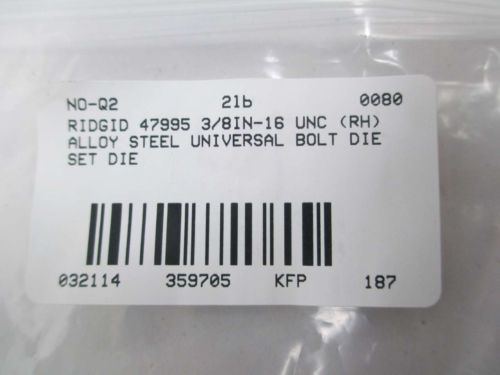 NO-Q2 21b 0080
RIDGID 47995 3/8IN-16 UNC (RH)
ALLOY STEEL UNIVERSAL BOLT DIE
SET DIE
032114 359705 KFP 187